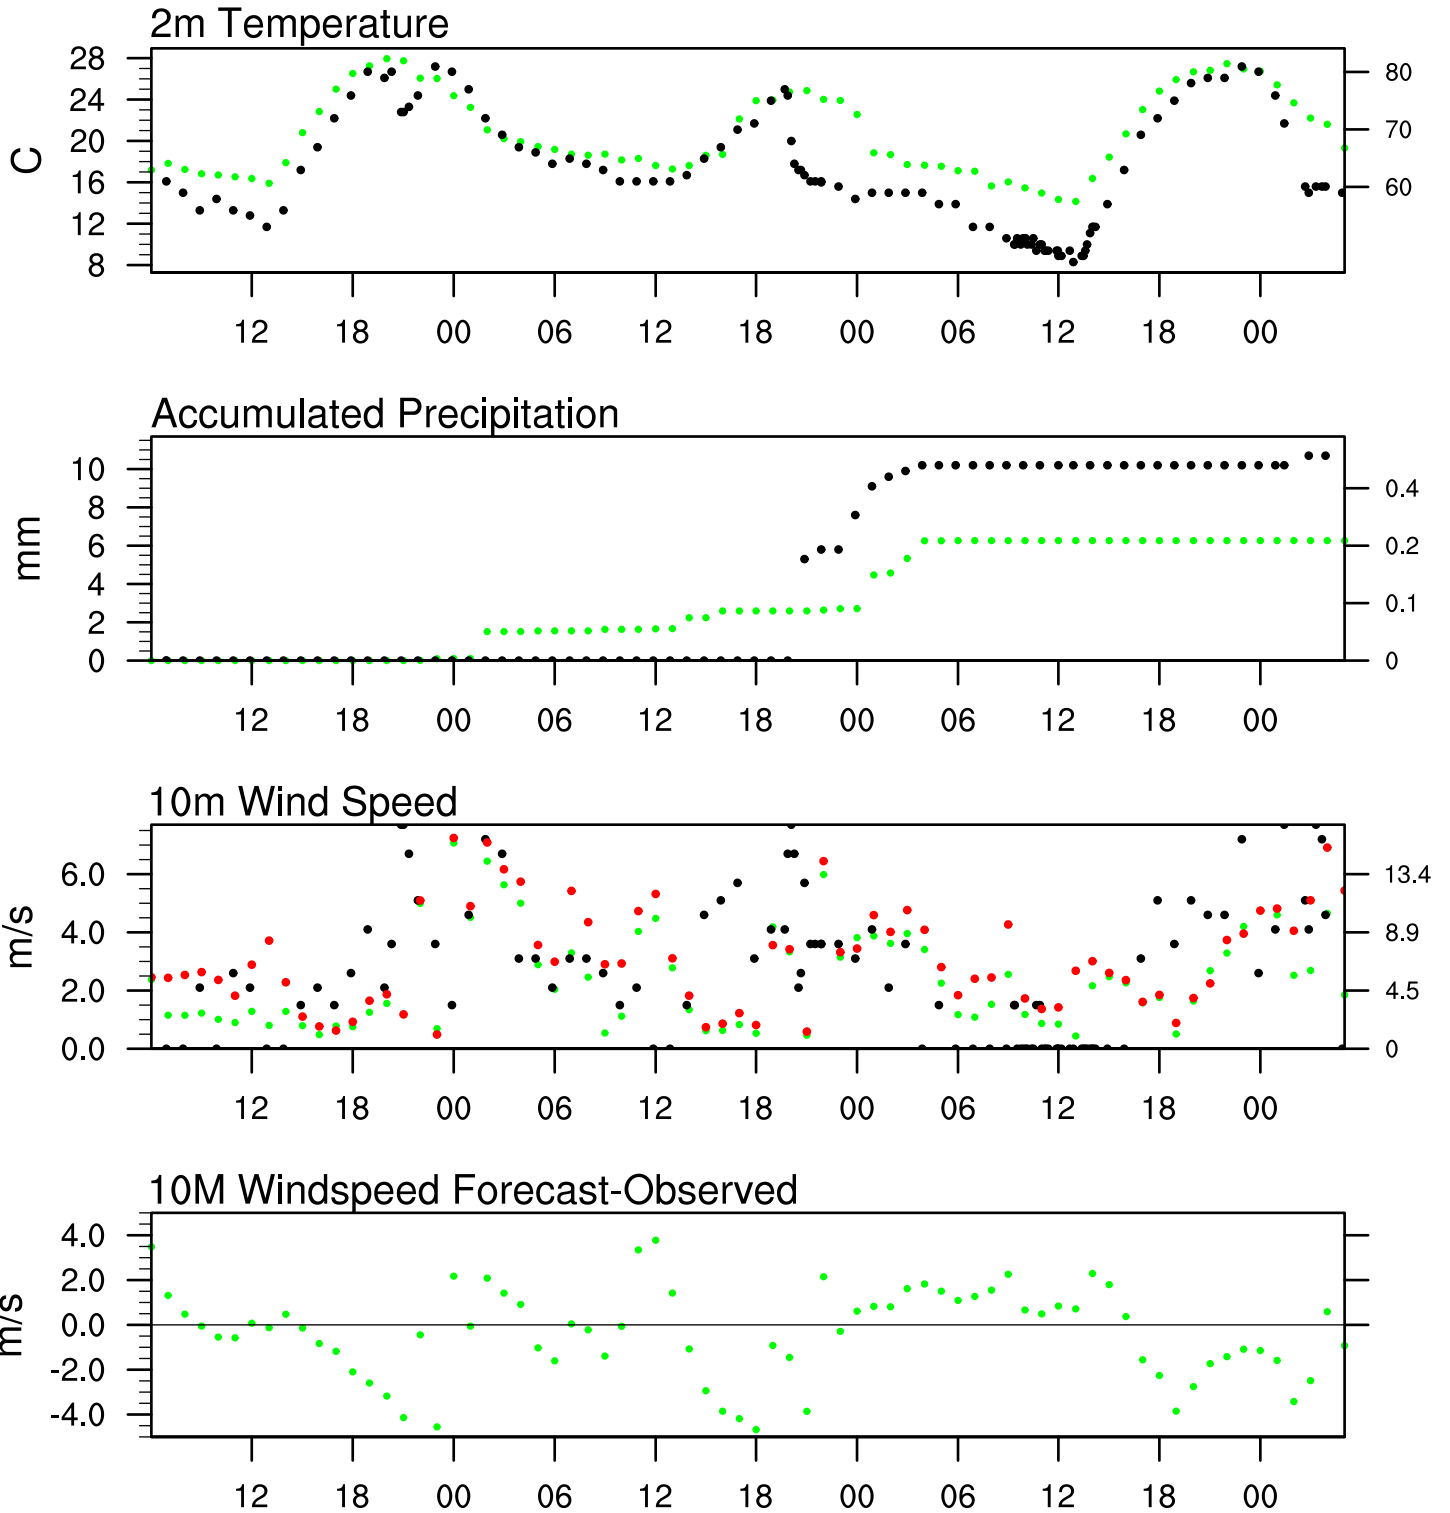 2m Temperature
C
28
24
20
16
12
8
80
70
60
12 18 00 06 12 18 00 06 12 18 00
Accumulated Precipitation
mm
10
8
6
4
2
0
0.4
0.2
0.1
0
12 18 00 06 12 18 00 06 12 18 00
10m Wind Speed
m/s
6.0
4.0
2.0
0.0
13.4
8.9
4.5
0
12 18 00 06 12 18 00 06 12 18 00
10M Windspeed Forecast-Observed
m/s
4.0
2.0
0.0
-2.0
-4.0
12 18 00 06 12 18 00 06 12 18 00